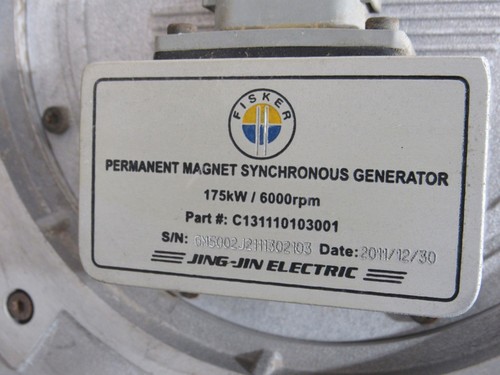 FISKER
PERMANENT MAGNET SYNCHRONOUS GENERATOR
175kW / 6000rpm
Part #: C131110103001
S/N: Date: 2011/12/30
JING-JIN ELECTRIC